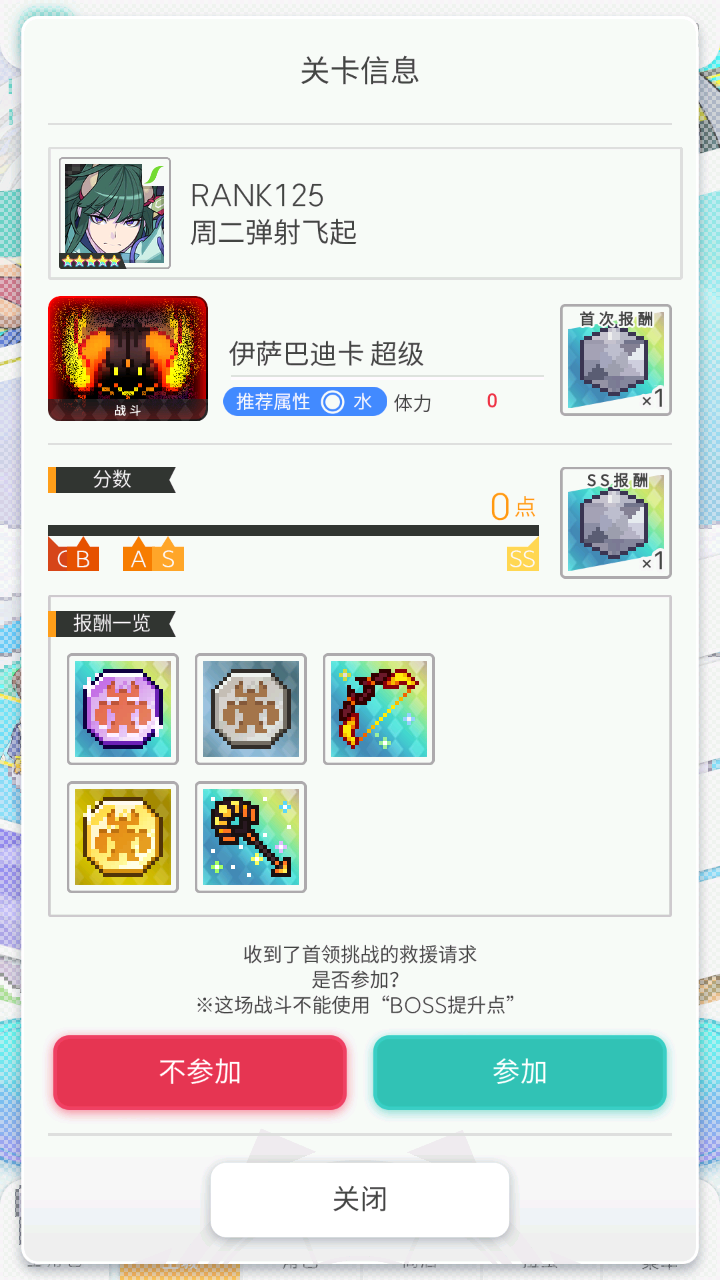 关卡信息
RANK125
周二弹射飞起
首次报酬
×1
伊萨巴迪卡 超级
推荐属性 水 体力 0
战斗
分数
0点
C B A S SS
SS报酬
×1
报酬一览
收到了首领挑战的救援请求
是否参加?
※这场战斗不能使用“BOSS提升点”
不参加
参加
关闭